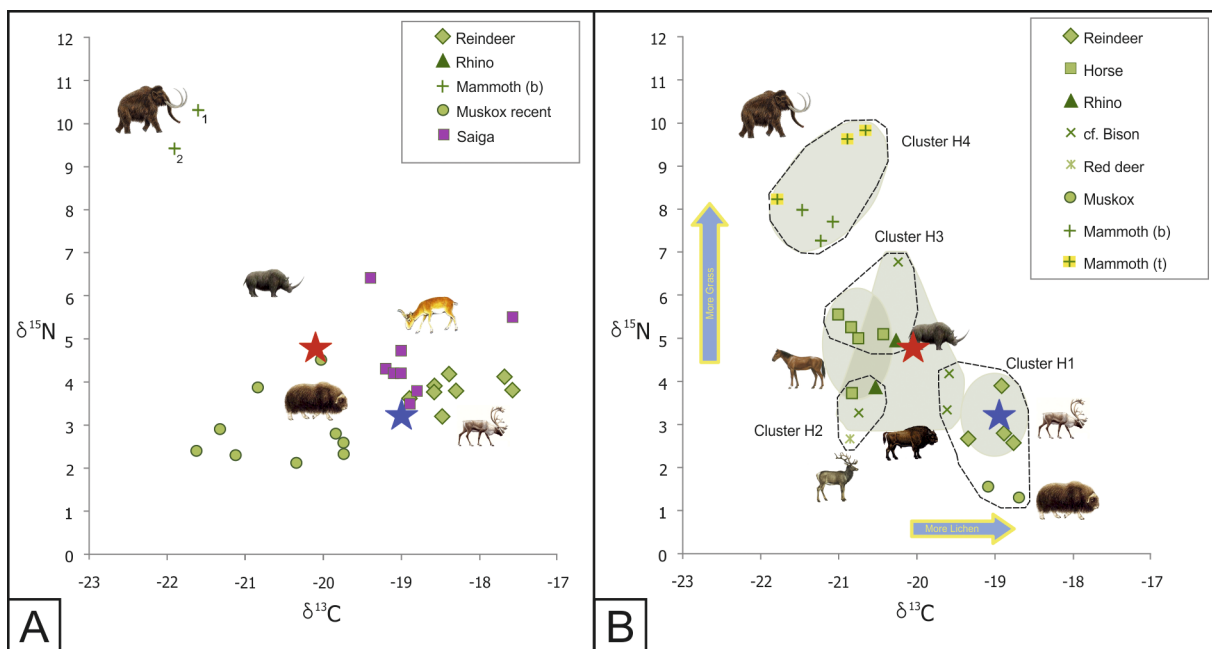 12
11
10
9
8
7
6
5
4
3
2
1
0
δ15N
-23
-22
-21
-20
-19
-18
-17
δ13C
1
2
Reindeer
Rhino
Mammoth (b)
Muskox recent
Saiga
A
12
11
10
9
8
7
6
5
4
3
2
1
0
δ15N
-23
-22
-21
-20
-19
-18
-17
δ13C
Cluster H4
Cluster H3
Cluster H1
Cluster H2
More Grass
More Lichen
Reindeer
Horse
Rhino
cf. Bison
Red deer
Muskox
Mammoth (b)
Mammoth (t)
B